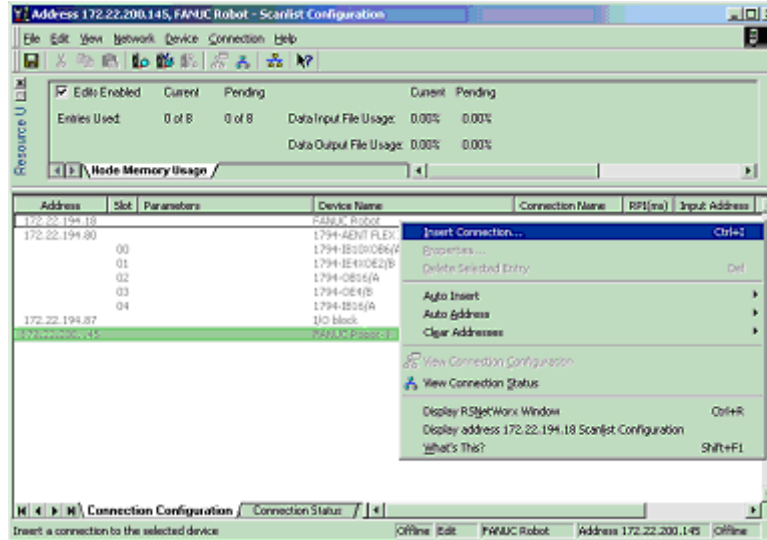 Address 172.22.200.145, FANUC Robot - Scanlist Configuration
File Edit View Network Device Connection Help
Resource U
Edits Enabled Current Pending Current Pending
Entries Used: 0 of 8 0 of 8 Data Input File Usage: 0.00% 0.00%
Data Output File Usage: 0.00% 0.00%
Node Memory Usage
Address Slot Parameters Device Name Connection Name RPI(ms) Input Address
172.22.194.18 FANUC Robot
172.22.194.80 1794-AENT FLEX
00 1794-IB10XOB6/A
01 1794-IE4XOE2/B
02 1794-OB16/A
03 1794-OE4/B
04 1794-IB16/A
172.22.194.87 I/O block
FANUC Robot
Insert Connection... Ctrl+I
Properties...
Delete Selected Entry Del
Auto Insert
Auto Address
Clear Addresses
View Connection Configuration
View Connection Status
Display RSNetWorx Window Ctrl+R
Display address 172.22.194.18 Scanlist Configuration
What's This? Shift+F1
Connection Configuration Connection Status
Insert a connection to the selected device Offline Edit FANUC Robot Address 172.22.200.145 Offline